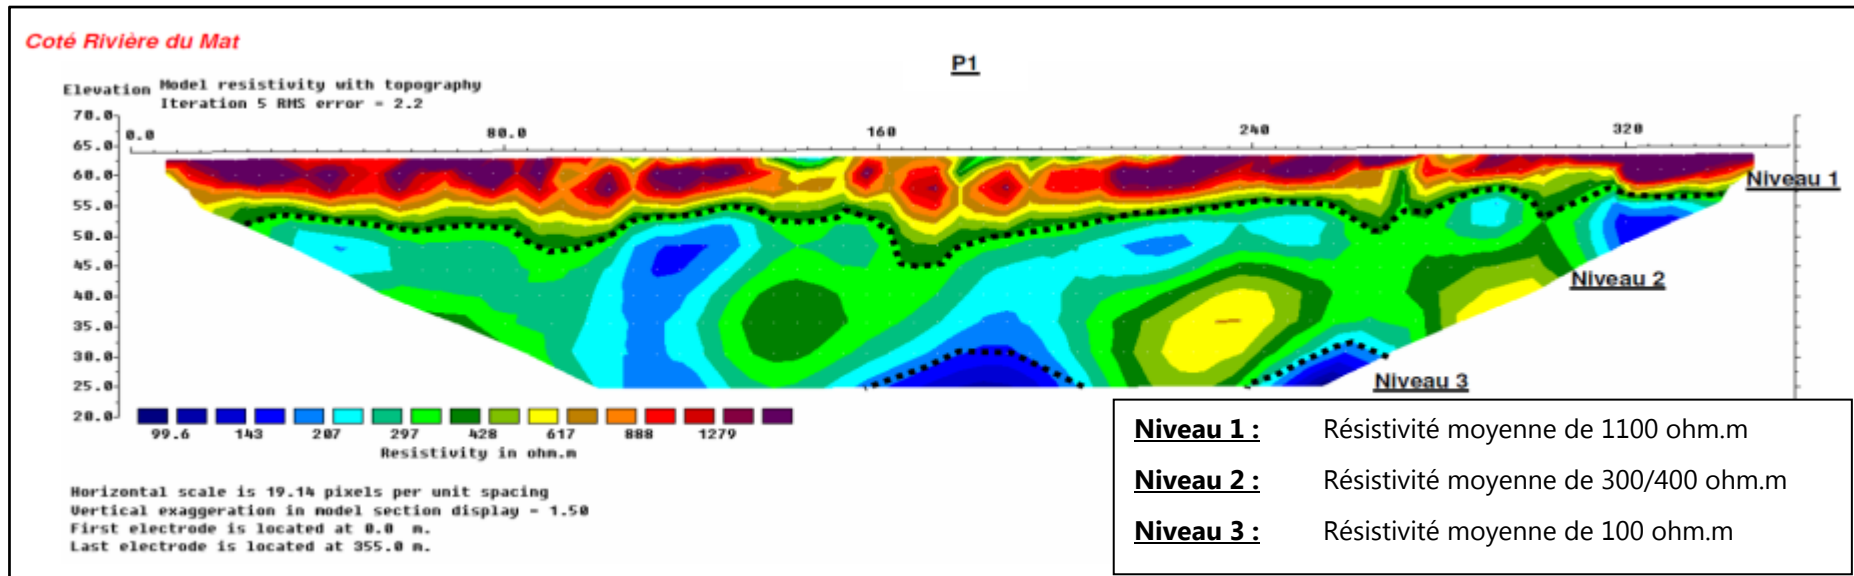 Coté Rivière du Mat
P1
Elevation Model resistivity with topography
Iteration 5 RMS error = 2.2
70.0
65.0
60.0
55.0
50.0
45.0
40.0
35.0
30.0
25.0
20.0
0.0 80.0 160 240 320
Niveau 1
Niveau 2
Niveau 3
99.6 143 207 297 428 617 888 1279
Resistivity in ohm.m
Horizontal scale is 19.14 pixels per unit spacing
Vertical exaggeration in model section display = 1.50
First electrode is located at 0.0 m.
Last electrode is located at 355.0 m.
Niveau 1 : Résistivité moyenne de 1100 ohm.m
Niveau 2 : Résistivité moyenne de 300/400 ohm.m
Niveau 3 : Résistivité moyenne de 100 ohm.m